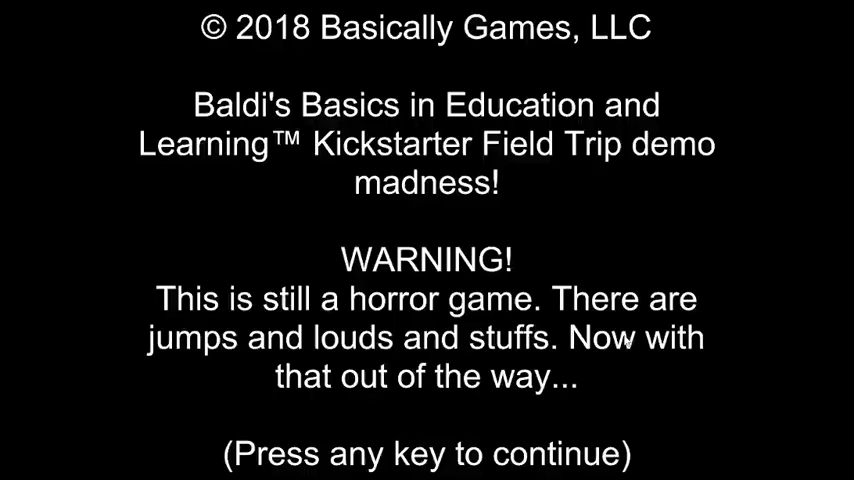 © 2018 Basically Games, LLC
Baldi's Basics in Education and
Learning™ Kickstarter Field Trip demo
madness!
WARNING!
This is still a horror game. There are
jumps and louds and stuffs. Now with
that out of the way...
(Press any key to continue)